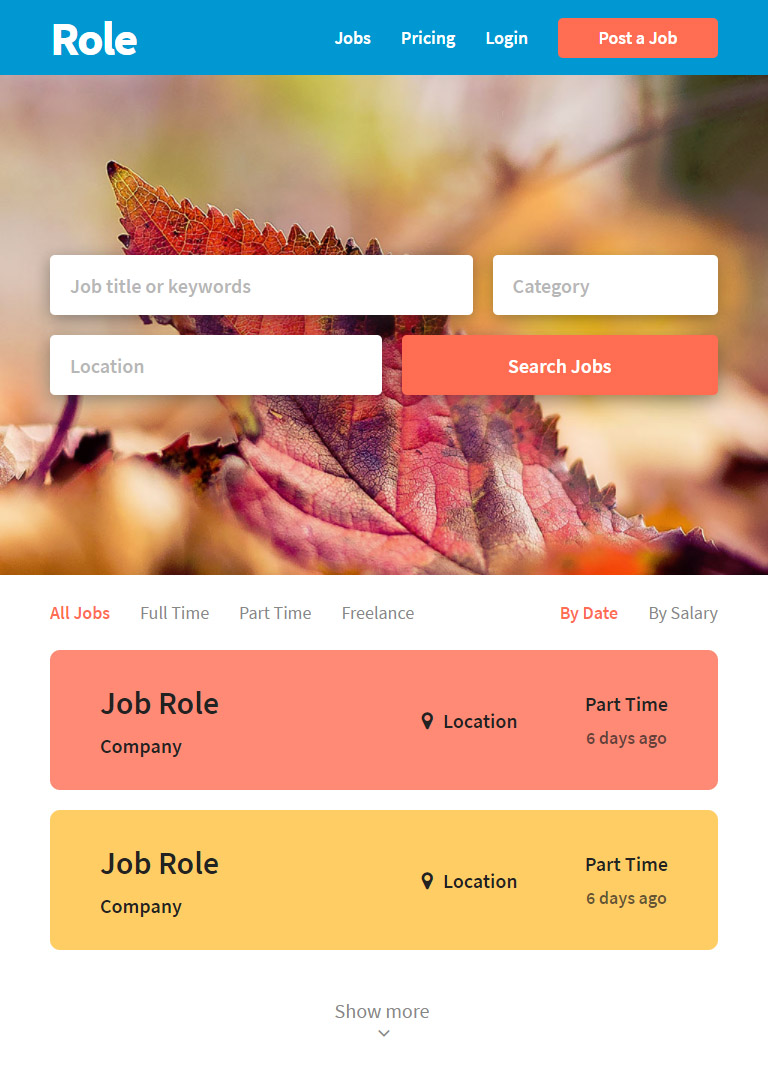 Role
Jobs Pricing Login Post a Job
Job title or keywords Category
Location Search Jobs
All Jobs Full Time Part Time Freelance By Date By Salary
Job Role
Company
Location
Part Time
6 days ago
Job Role
Company
Location
Part Time
6 days ago
Show more